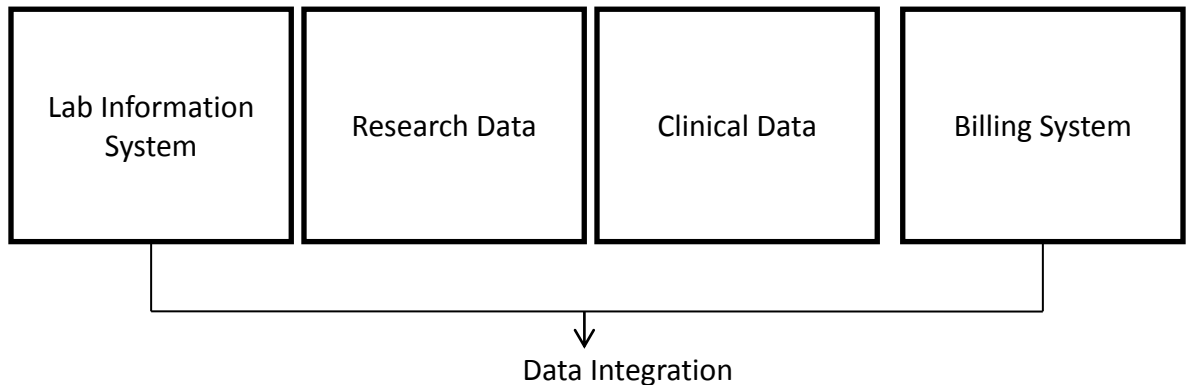 Lab Information
System
Research Data
Clinical Data
Billing System
Data Integration